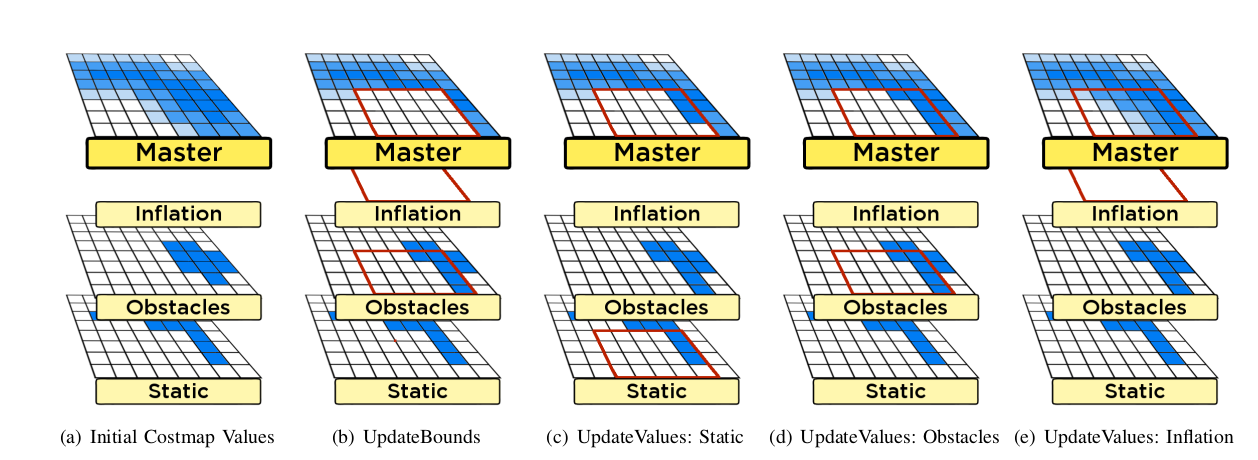 Master Master Master Master Master
Inflation Inflation Inflation Inflation Inflation
Obstacles Obstacles Obstacles Obstacles Obstacles
Static Static Static Static Static
(a) Initial Costmap Values (b) UpdateBounds (c) UpdateValues: Static (d) UpdateValues: Obstacles (e) UpdateValues: Inflation